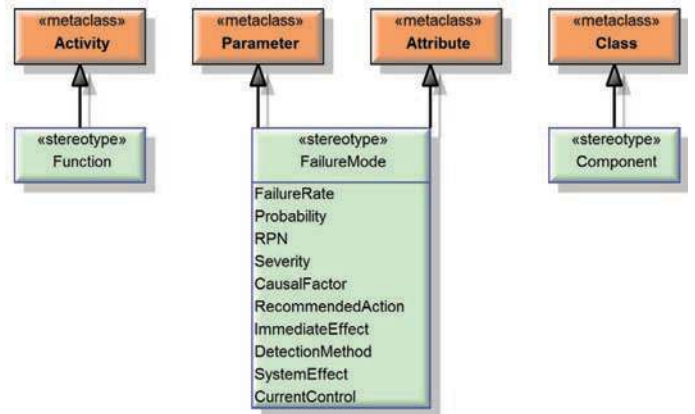 «metaclass»
Activity
«metaclass»
Parameter
«metaclass»
Attribute
«metaclass»
Class
«stereotype»
Function
«stereotype»
FailureMode
FailureRate
Probability
RPN
Severity
CausalFactor
RecommendedAction
ImmediateEffect
DetectionMethod
SystemEffect
CurrentControl
«stereotype»
Component